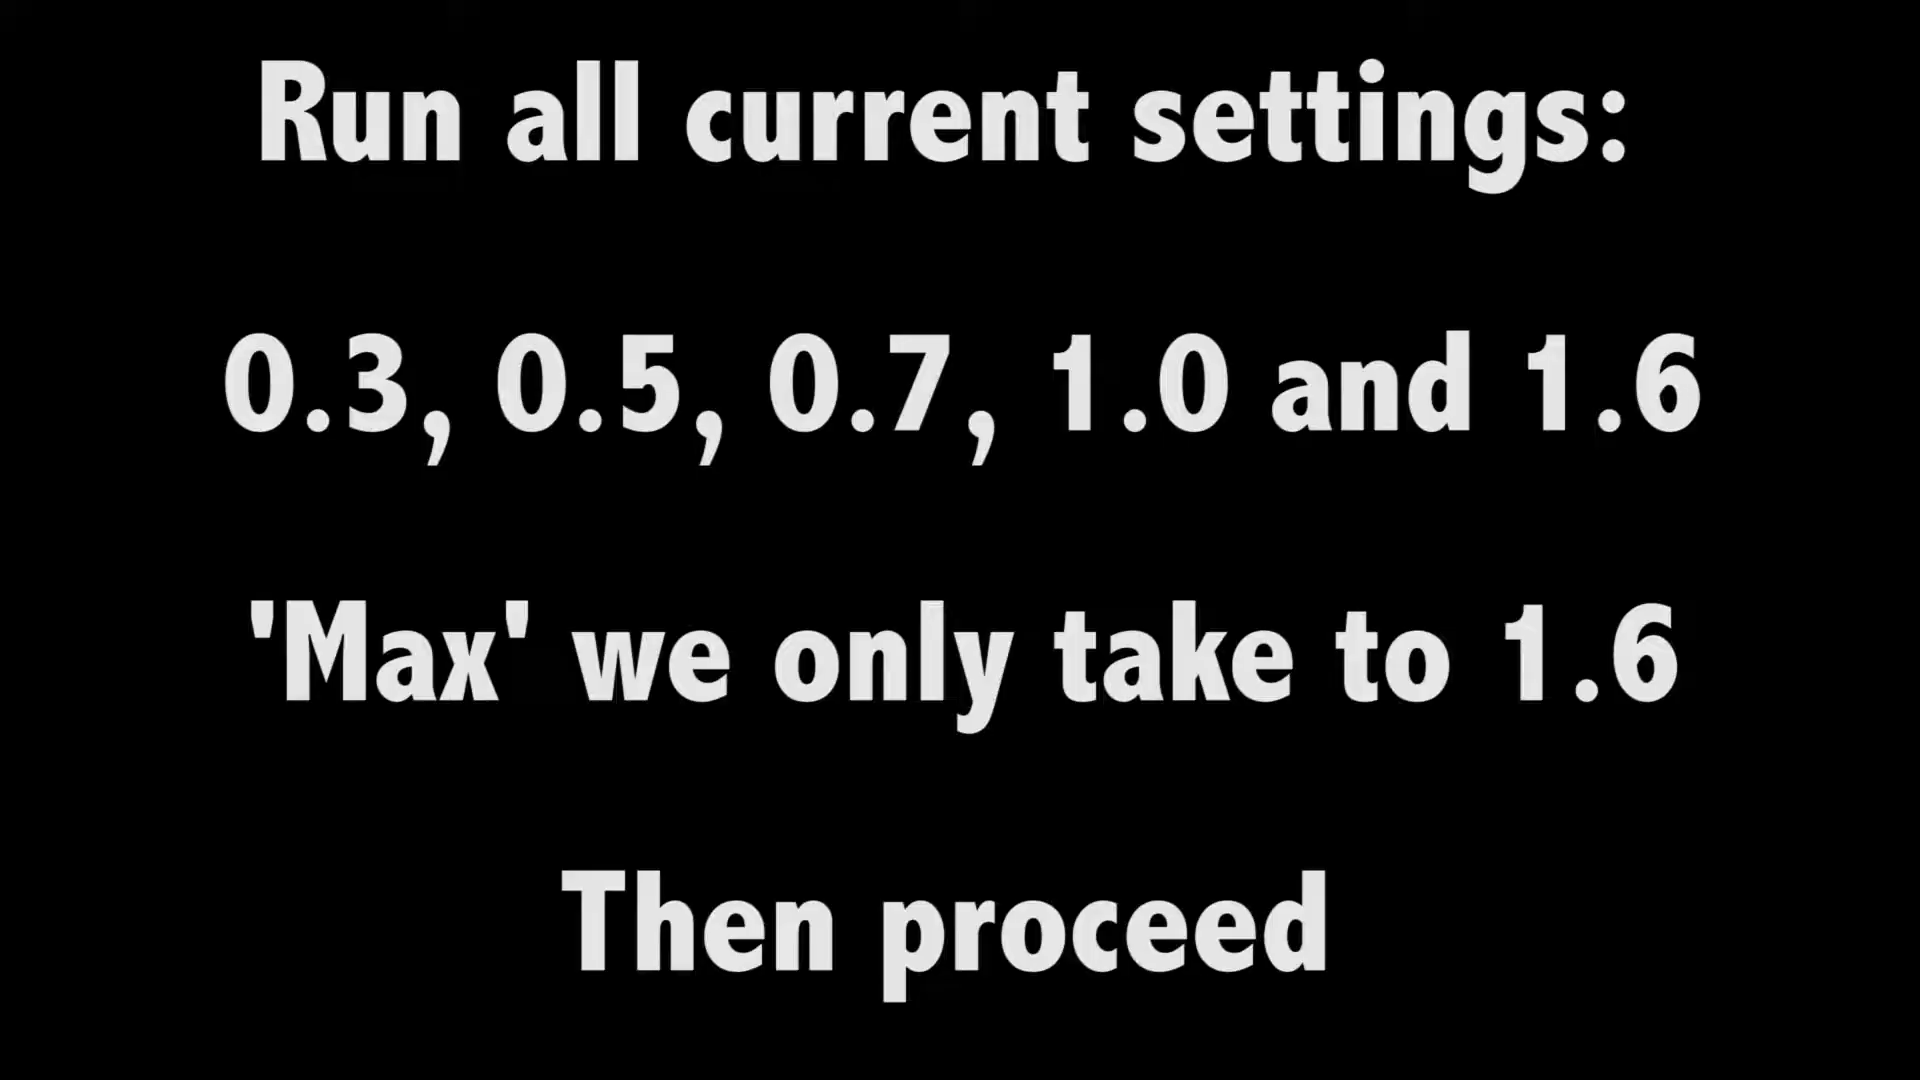 Run all current settings:
0.3, 0.5, 0.7, 1.0 and 1.6
'Max' we only take to 1.6
Then proceed